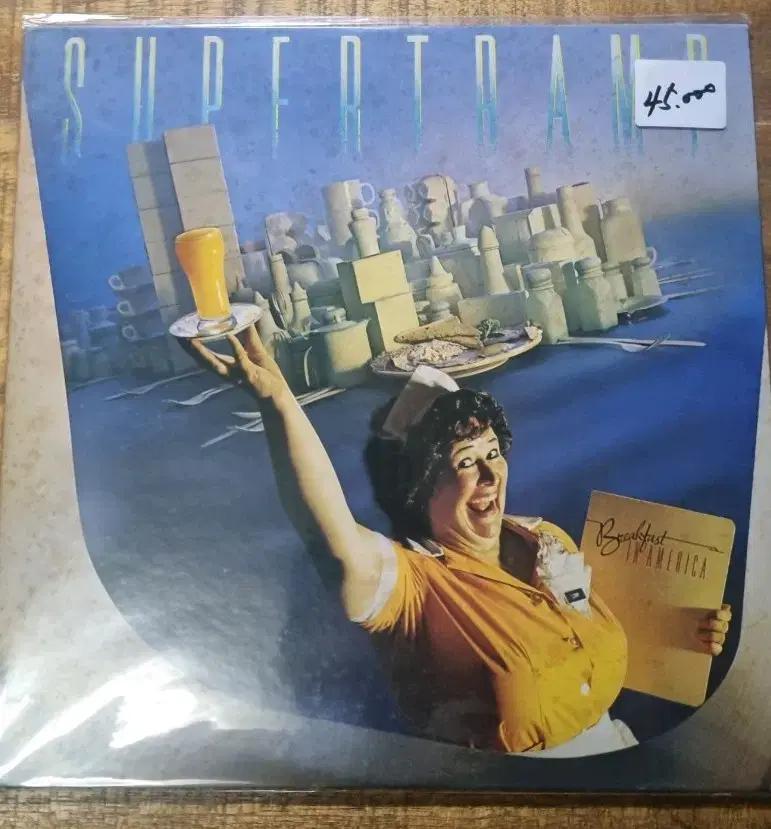 SUPERTRAMP
45.000
Breakfast
IN AMERICA